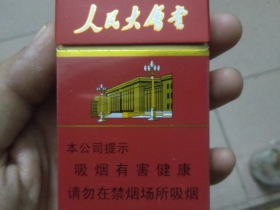 人民大会堂
本公司提示
吸烟有害健康
请勿在禁烟场所吸烟